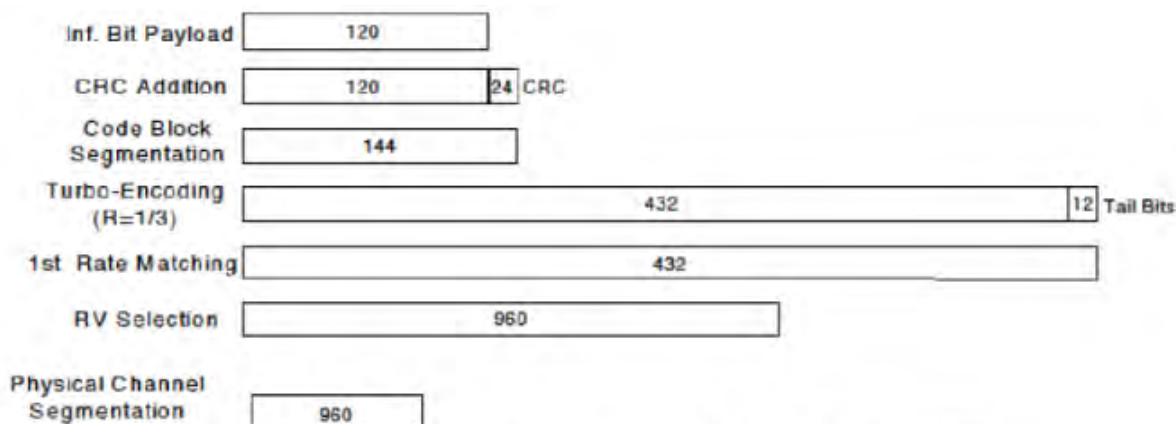 Inf. Bit Payload 120
CRC Addition 120 24 CRC
Code Block
Segmentation 144
Turbo-Encoding
(R=1/3) 432 12 Tail Bits
1st Rate Matching 432
RV Selection 960
Physical Channel
Segmentation 960